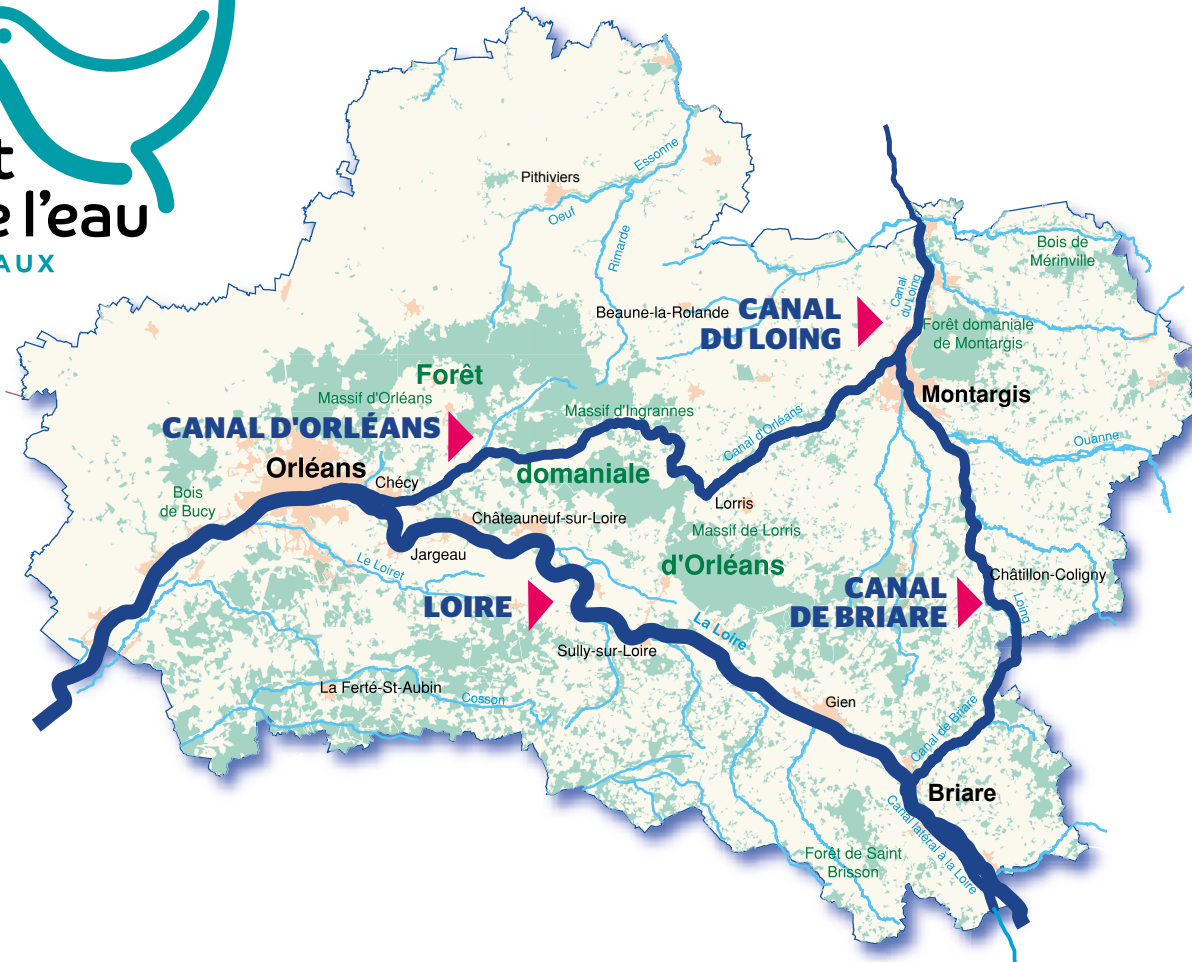 t
e l'eau
AUX
Pithiviers
Essonne
Oeuf
Rimarde
Bois de
Mérinville
Beaune-la-Rolande
CANAL
DU LOING
Canal
du Loing
Forêt domaniale
de Montargis
Forêt
Massif d'Orléans
Massif d'Ingrannes
Montargis
CANAL D'ORLÉANS
Canal d'Orléans
Ouanne
Orléans
Chécy
domaniale
Bois
de Bucy
Lorris
Châteauneuf-sur-Loire
Massif de Lorris
Jargeau
Le Loiret
d'Orléans
Châtillon-Coligny
CANAL
DE BRIARE
LOIRE
Loing
La Loire
Sully-sur-Loire
La Ferté-St-Aubin
Cosson
Gien
Canal de Briare
Briare
Canal latéral à la Loire
Forêt de Saint
Brisson